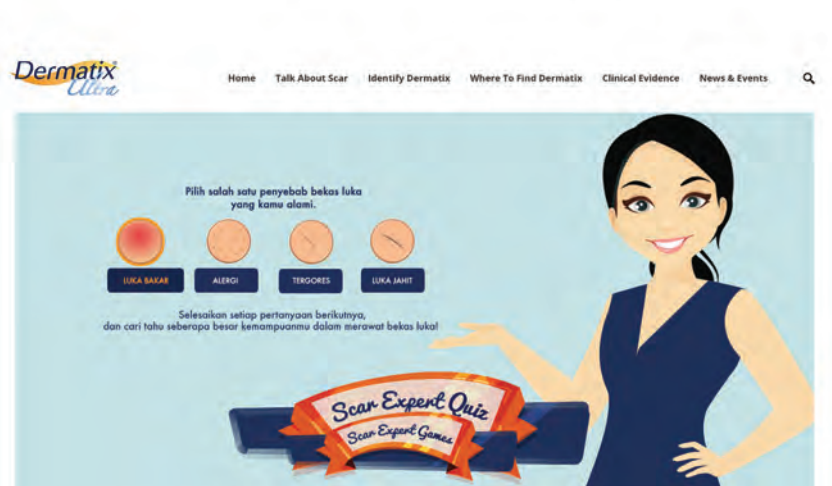 Dermatix
Ultra
Home Talk About Scar Identify Dermatix Where To Find Dermatix Clinical Evidence News & Events
Pilih salah satu penyebab bekas luka
yang kamu alami.
LUKA BAKAR ALERGI TERGORES LUKA JAHIT
Selesaikan setiap pertanyaan berikutnya,
dan cari tahu seberapa besar kemampuanmu dalam merawat bekas luka!
Scar Expert Quiz
Scar Expert Games